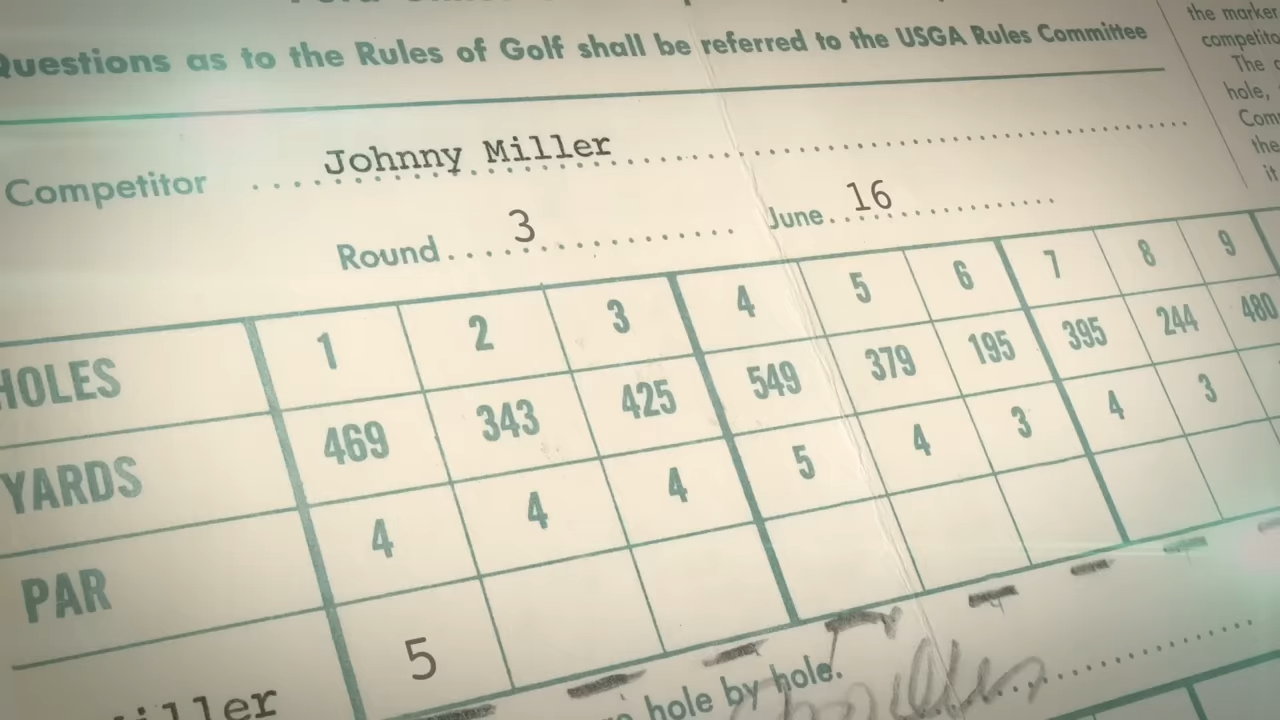 Questions as to the Rules of Golf shall be referred to the USGA Rules Committee
the marker
competito
The
hole,
Com
the
it
Competitor Johnny Miller
Round 3 June 16
HOLES 1 2 3 4 5 6 7 8 9
YARDS 469 343 425 549 379 195 395 244 480
PAR 4 4 4 5 4 3 4 3
iller 5
hole by hole.